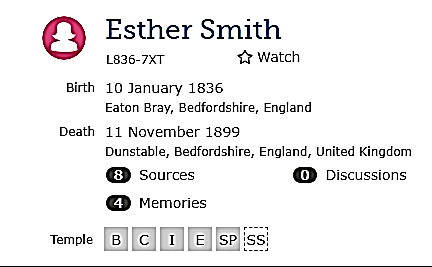 Esther Smith
L836-7XT Watch
Birth 10 January 1836
Eaton Bray, Bedfordshire, England
Death 11 November 1899
Dunstable, Bedfordshire, England, United Kingdom
8 Sources 0 Discussions
4 Memories
Temple B C I E SP SS